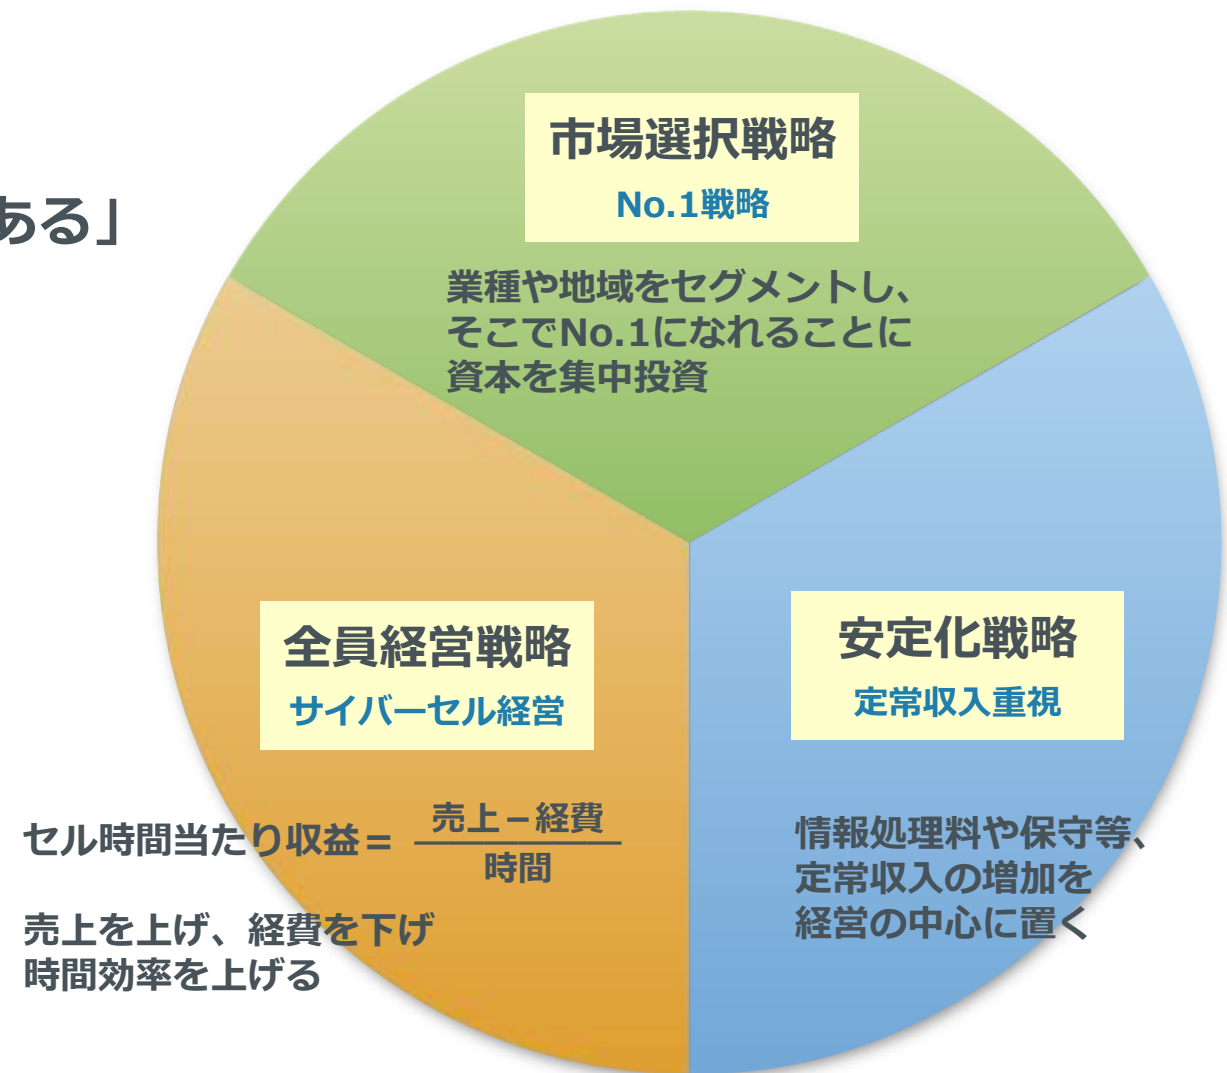 ある」
市場選択戦略
No.1戦略
業種や地域をセグメントし、
そこでNo.1になれることに
資本を集中投資
全員経営戦略
サイバーセル経営
セル時間当たり収益＝ 売上－経費
時間
売上を上げ、経費を下げ
時間効率を上げる
安定化戦略
定常収入重視
情報処理料や保守等、
定常収入の増加を
経営の中心に置く